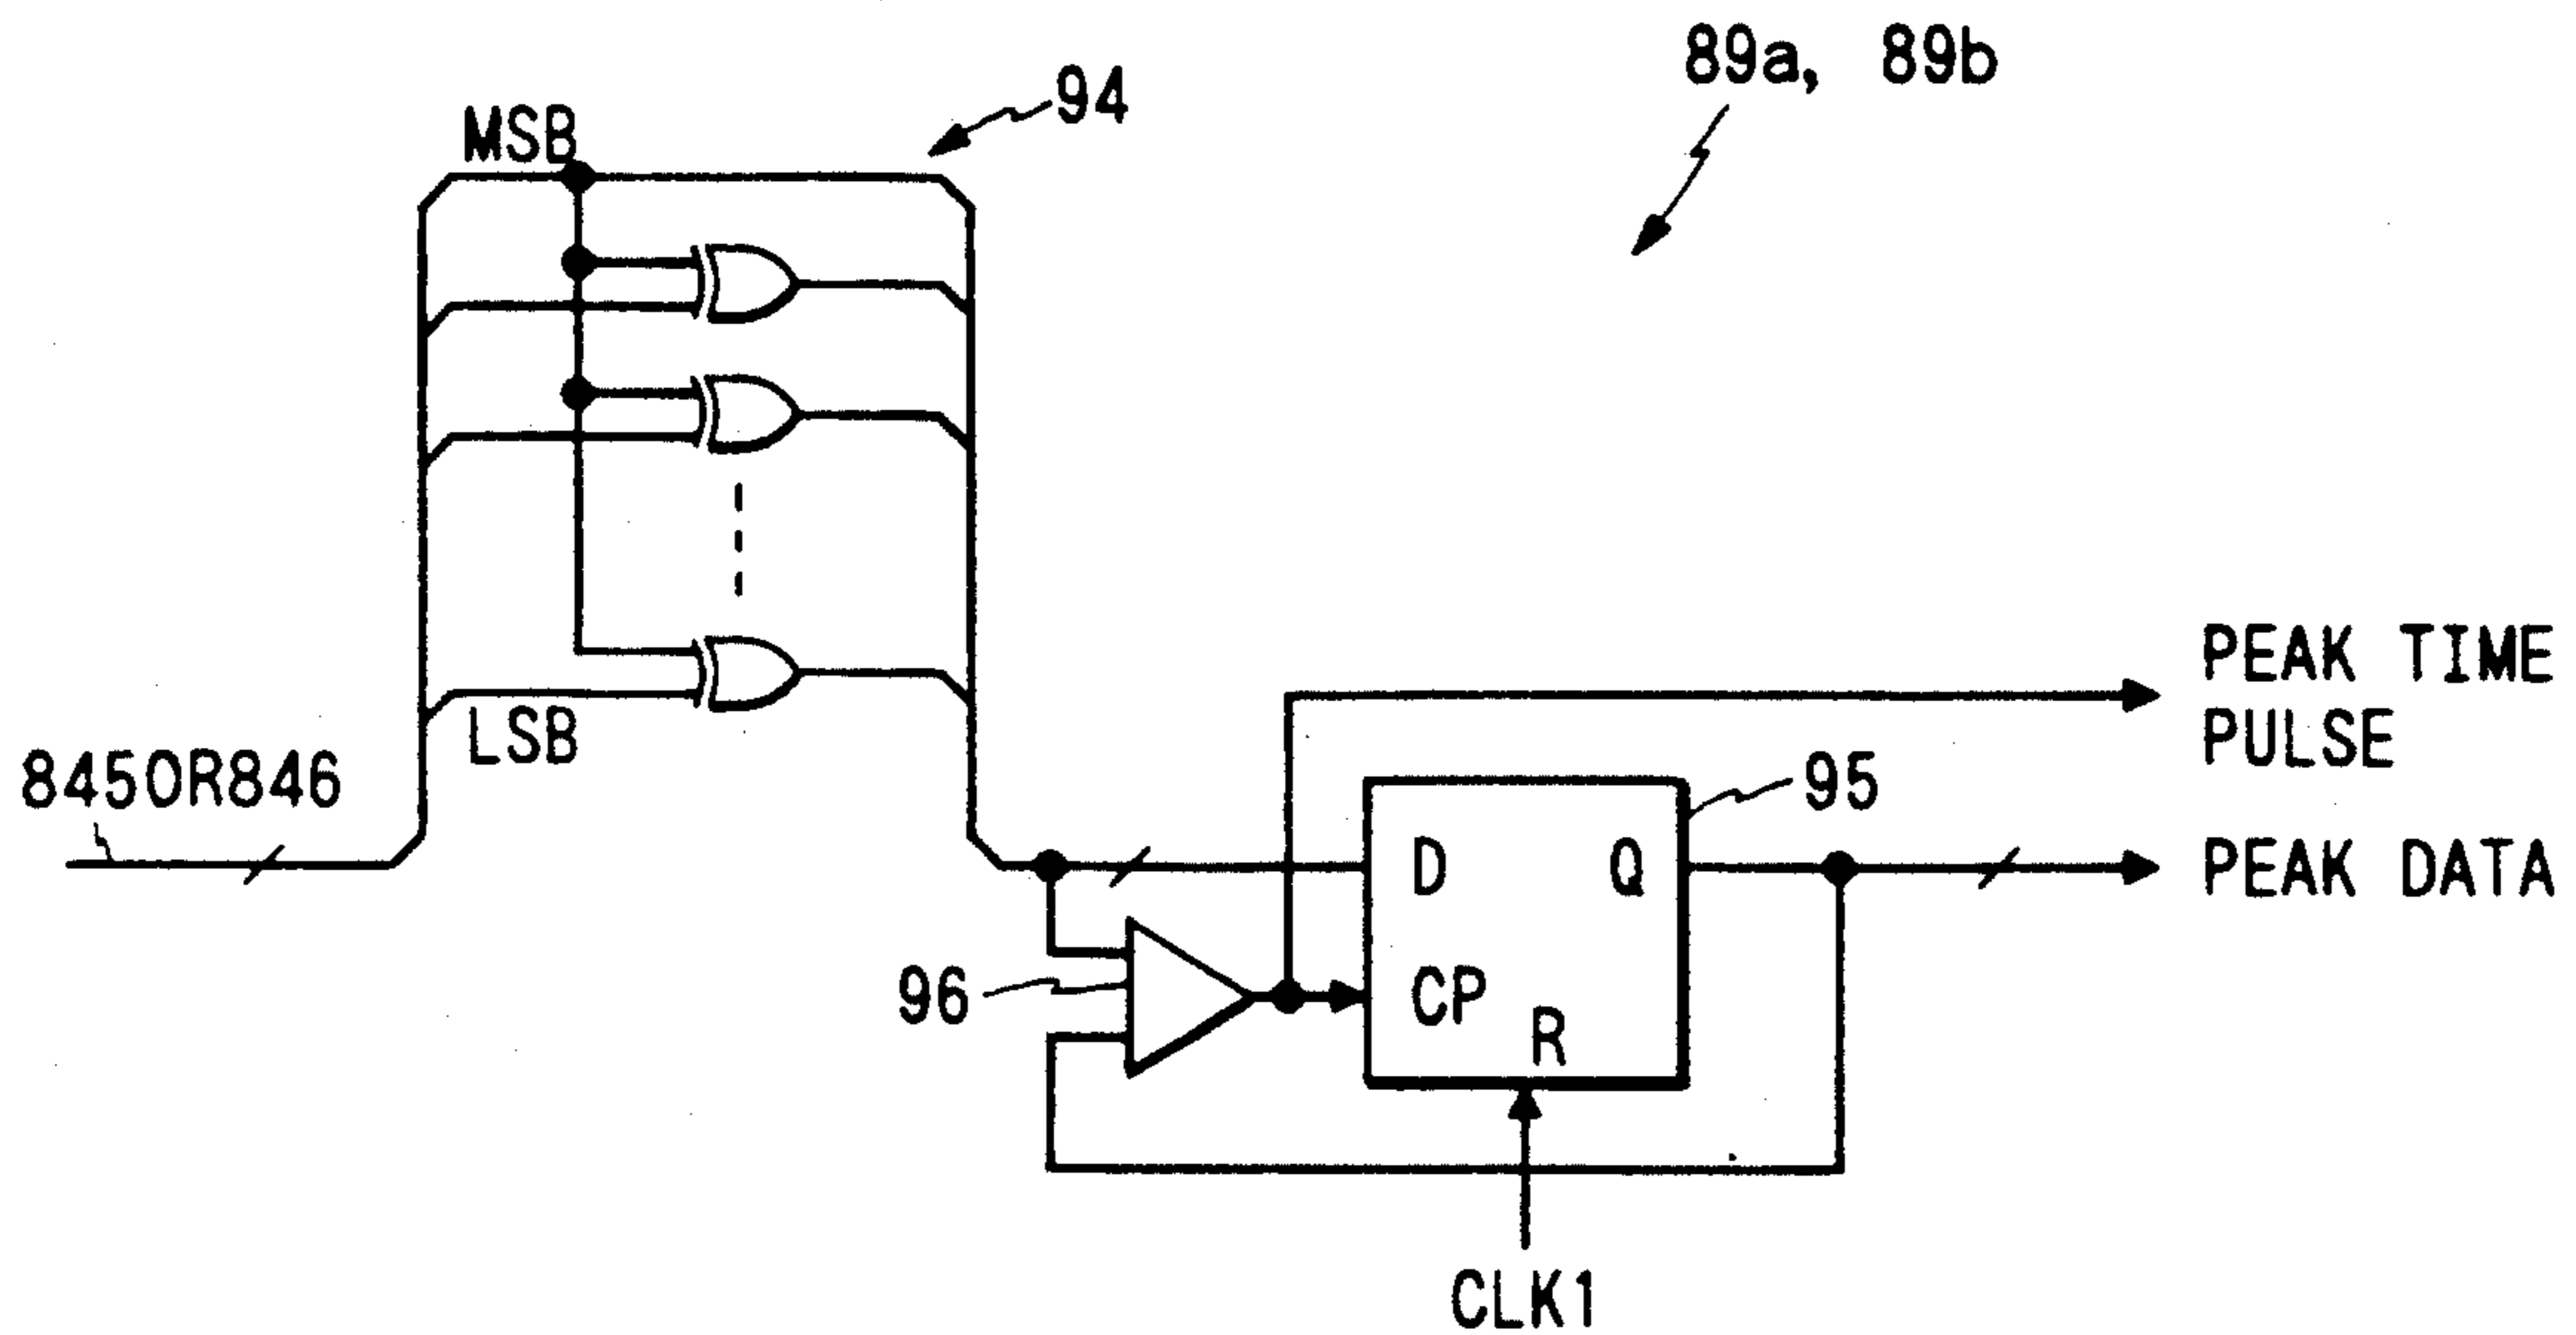 89a, 89b
94
MSB
LSB
845OR846
PEAK TIME
PULSE
95
D
Q
PEAK DATA
96
CP
R
CLK1